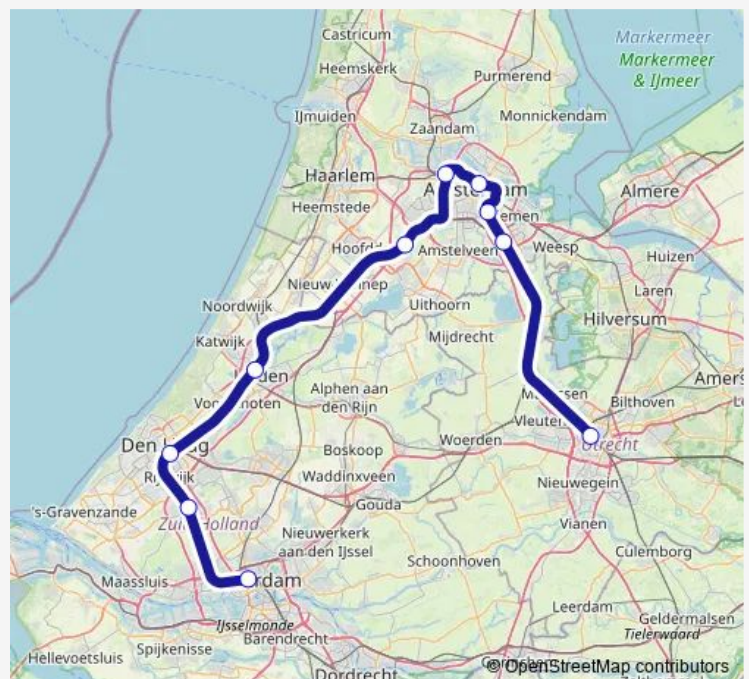 Castricum
Markermeer
Heemskerk
Markermeer
& IJmeer
Purmerend
IJmuiden
Monnickendam
Zaandam
Haarlem
Almere
Heemstede
Amstelveen
Weesp
Huizen
Laren
Uithoorn
Noordwijk
Hilversum
Katwijk
Mijdrecht
Alphen aan
den Rijn
Bilthoven
Vleuten
Woerden
Boskoop
Utrecht
Waddinxveen
Nieuwegein
Gouda
's-Gravenzande
Vianen
Nieuwerkerk
aan den IJssel
Culemborg
Schoonhoven
Maassluis
Leerdam
IJsselmonde
Geldermalsen
Barendrecht
Tielerwaard
Spijkenisse
Hellevoetsluis
Dordrecht
© OpenStreetMap contributors